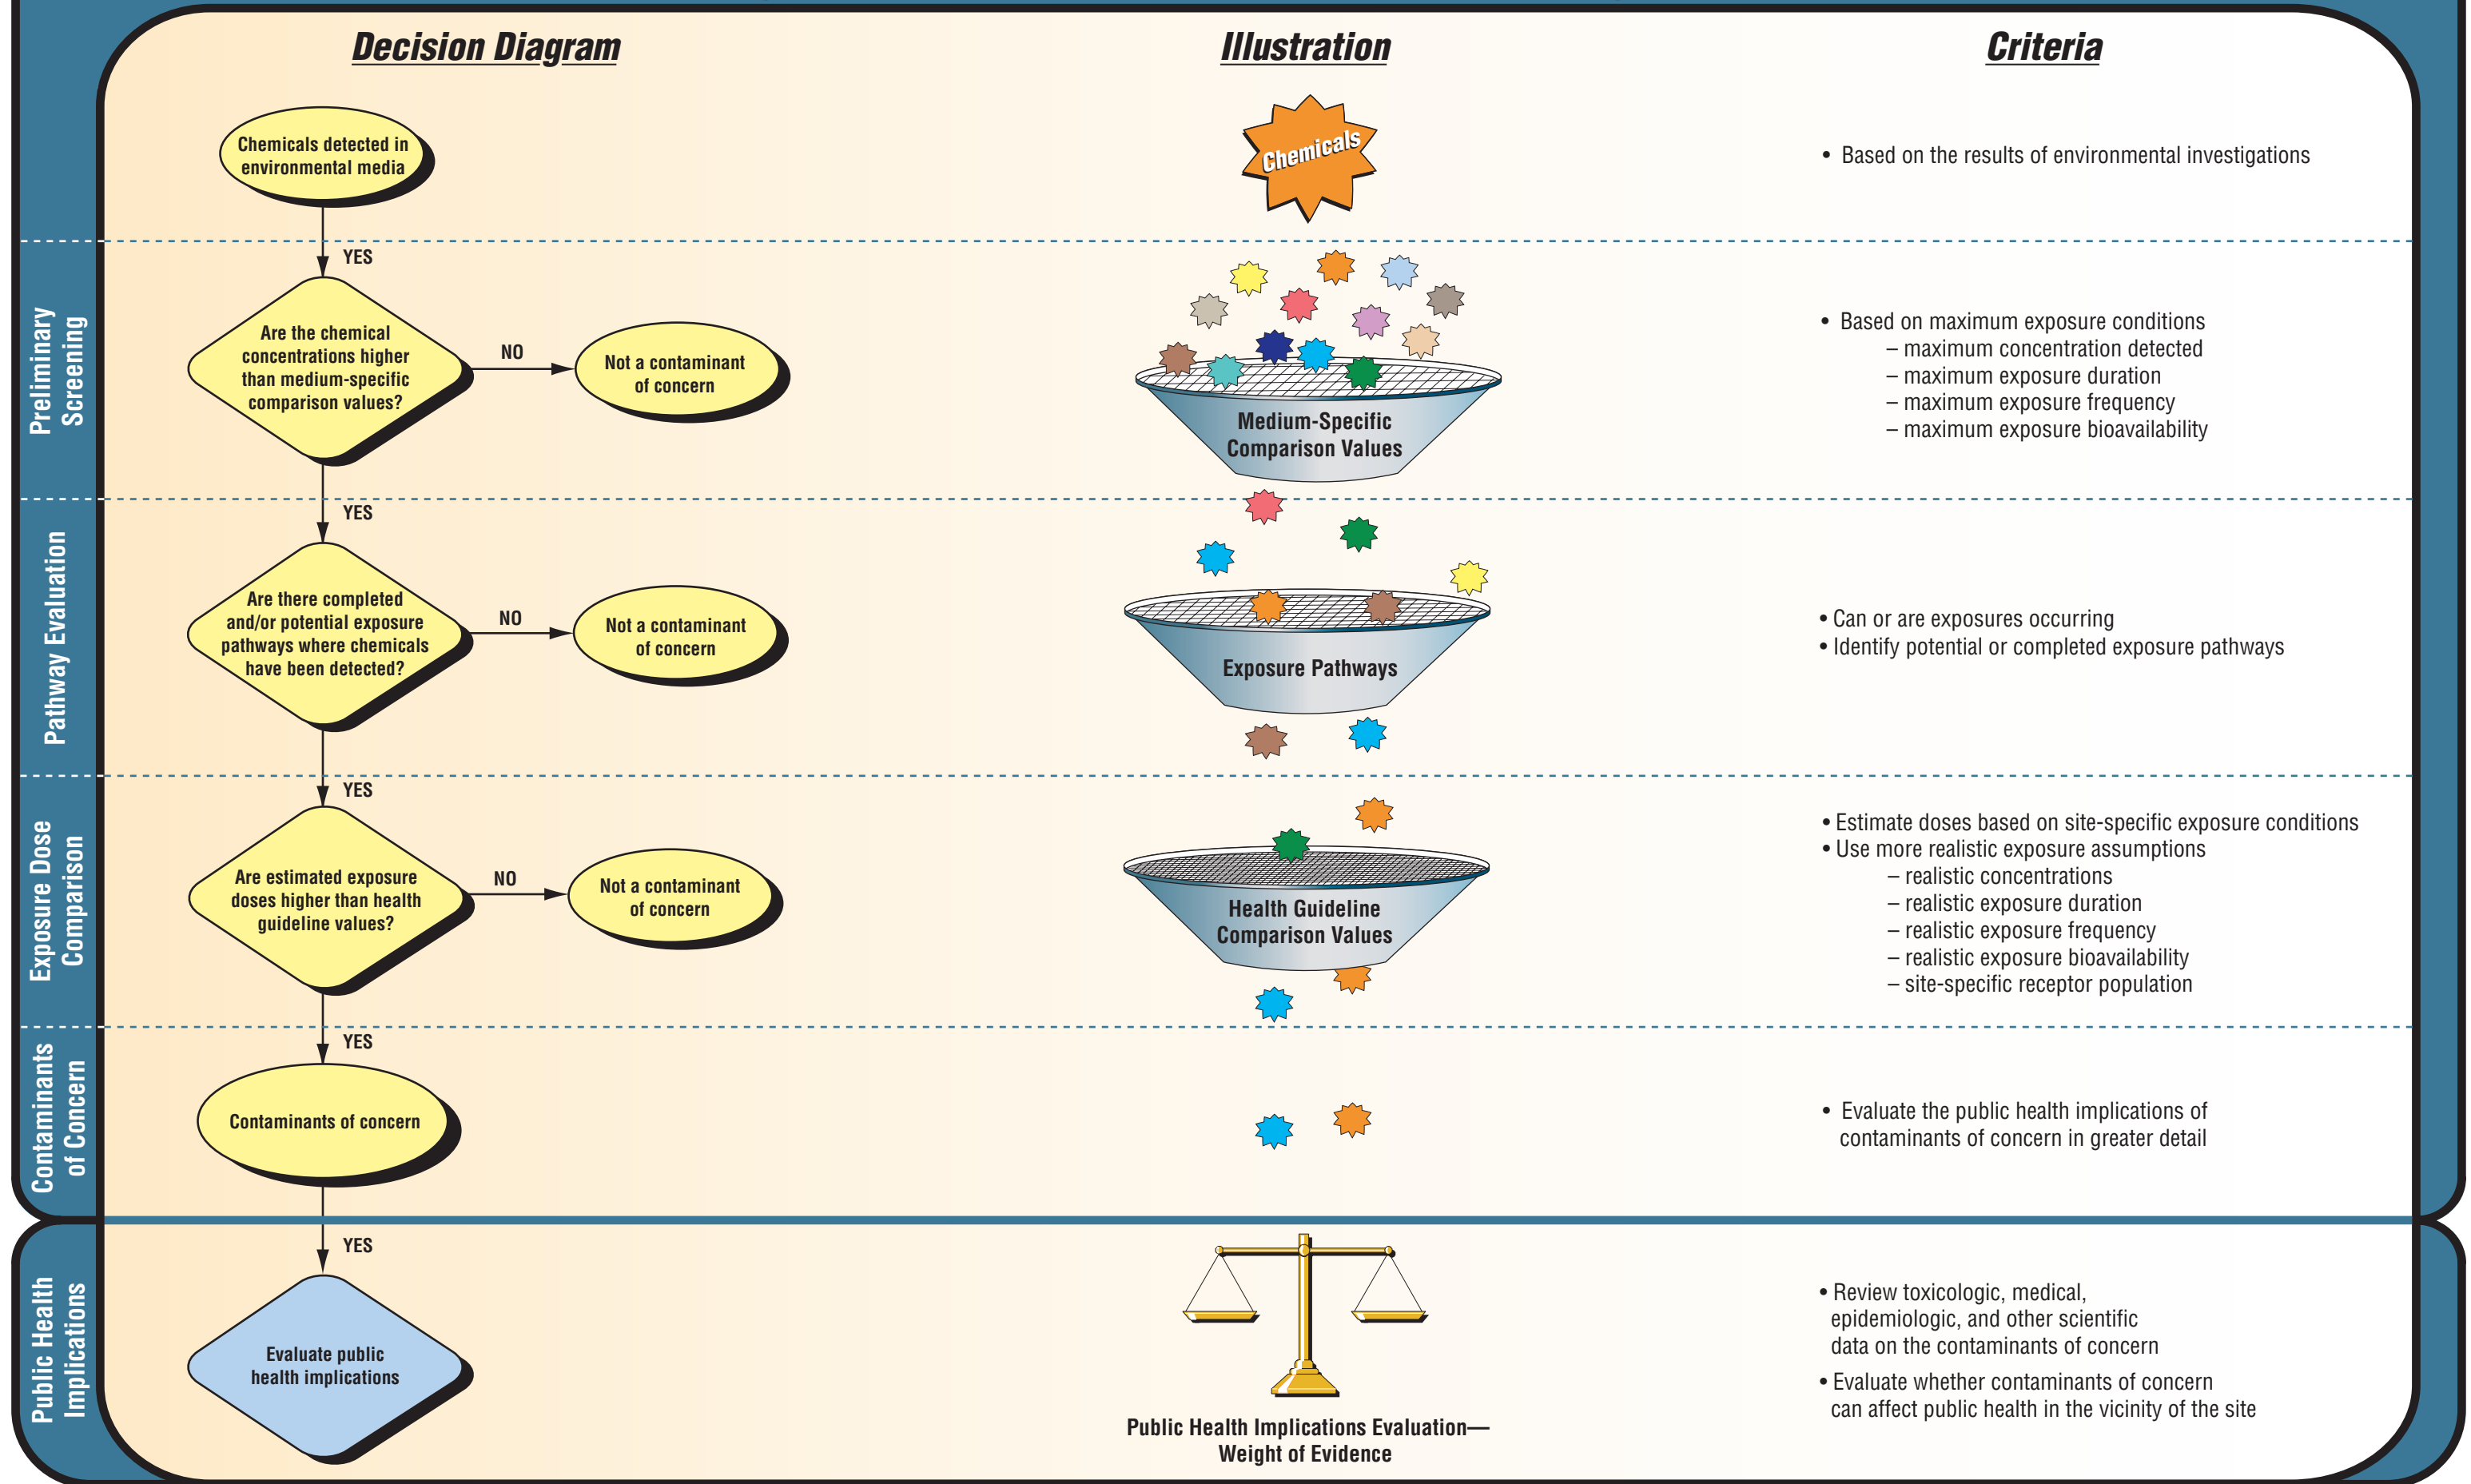 Decision Diagram
Illustration
Criteria
Chemicals detected in
environmental media
Chemicals
• Based on the results of environmental investigations
Preliminary
Screening
YES
Are the chemical
concentrations higher
than medium-specific
comparison values?
NO
Not a contaminant
of concern
Medium-Specific
Comparison Values
• Based on maximum exposure conditions
– maximum concentration detected
– maximum exposure duration
– maximum exposure frequency
– maximum exposure bioavailability
Pathway Evaluation
YES
Are there completed
and/or potential exposure
pathways where chemicals
have been detected?
NO
Not a contaminant
of concern
Exposure Pathways
• Can or are exposures occurring
• Identify potential or completed exposure pathways
Exposure Dose
Comparison
YES
Are estimated exposure
doses higher than health
guideline values?
NO
Not a contaminant
of concern
Health Guideline
Comparison Values
• Estimate doses based on site-specific exposure conditions
• Use more realistic exposure assumptions
– realistic concentrations
– realistic exposure duration
– realistic exposure frequency
– realistic exposure bioavailability
– site-specific receptor population
Contaminants
of Concern
YES
Contaminants of concern
• Evaluate the public health implications of
contaminants of concern in greater detail
Public Health
Implications
YES
Evaluate public
health implications
Public Health Implications Evaluation—
Weight of Evidence
• Review toxicologic, medical,
epidemiologic, and other scientific
data on the contaminants of concern
• Evaluate whether contaminants of concern
can affect public health in the vicinity of the site